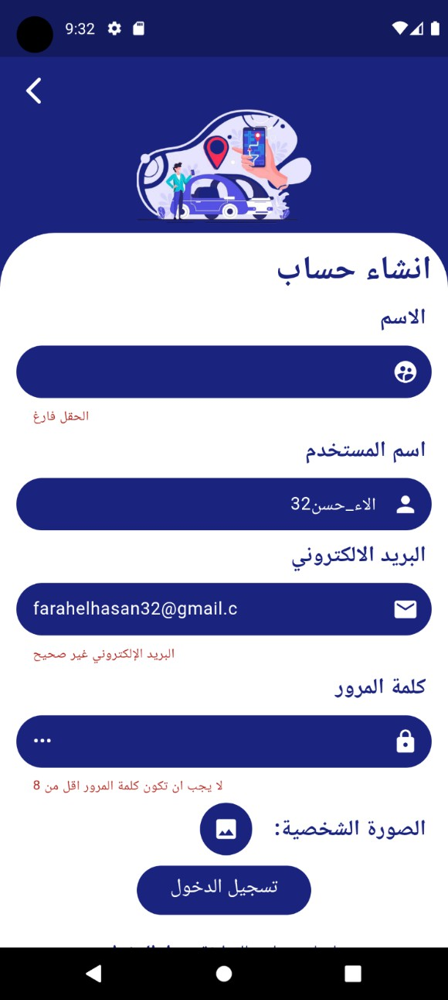 9:32
انشاء حساب
الاسم
الحقل فارغ
اسم المستخدم
الاء_حسن32
البريد الالكتروني
farahelhasan32@gmail.c
البريد الإلكتروني غير صحيح
كلمة المرور
•••
لا يجب ان تكون كلمة المرور اقل من 8
الصورة الشخصية:
تسجيل الدخول